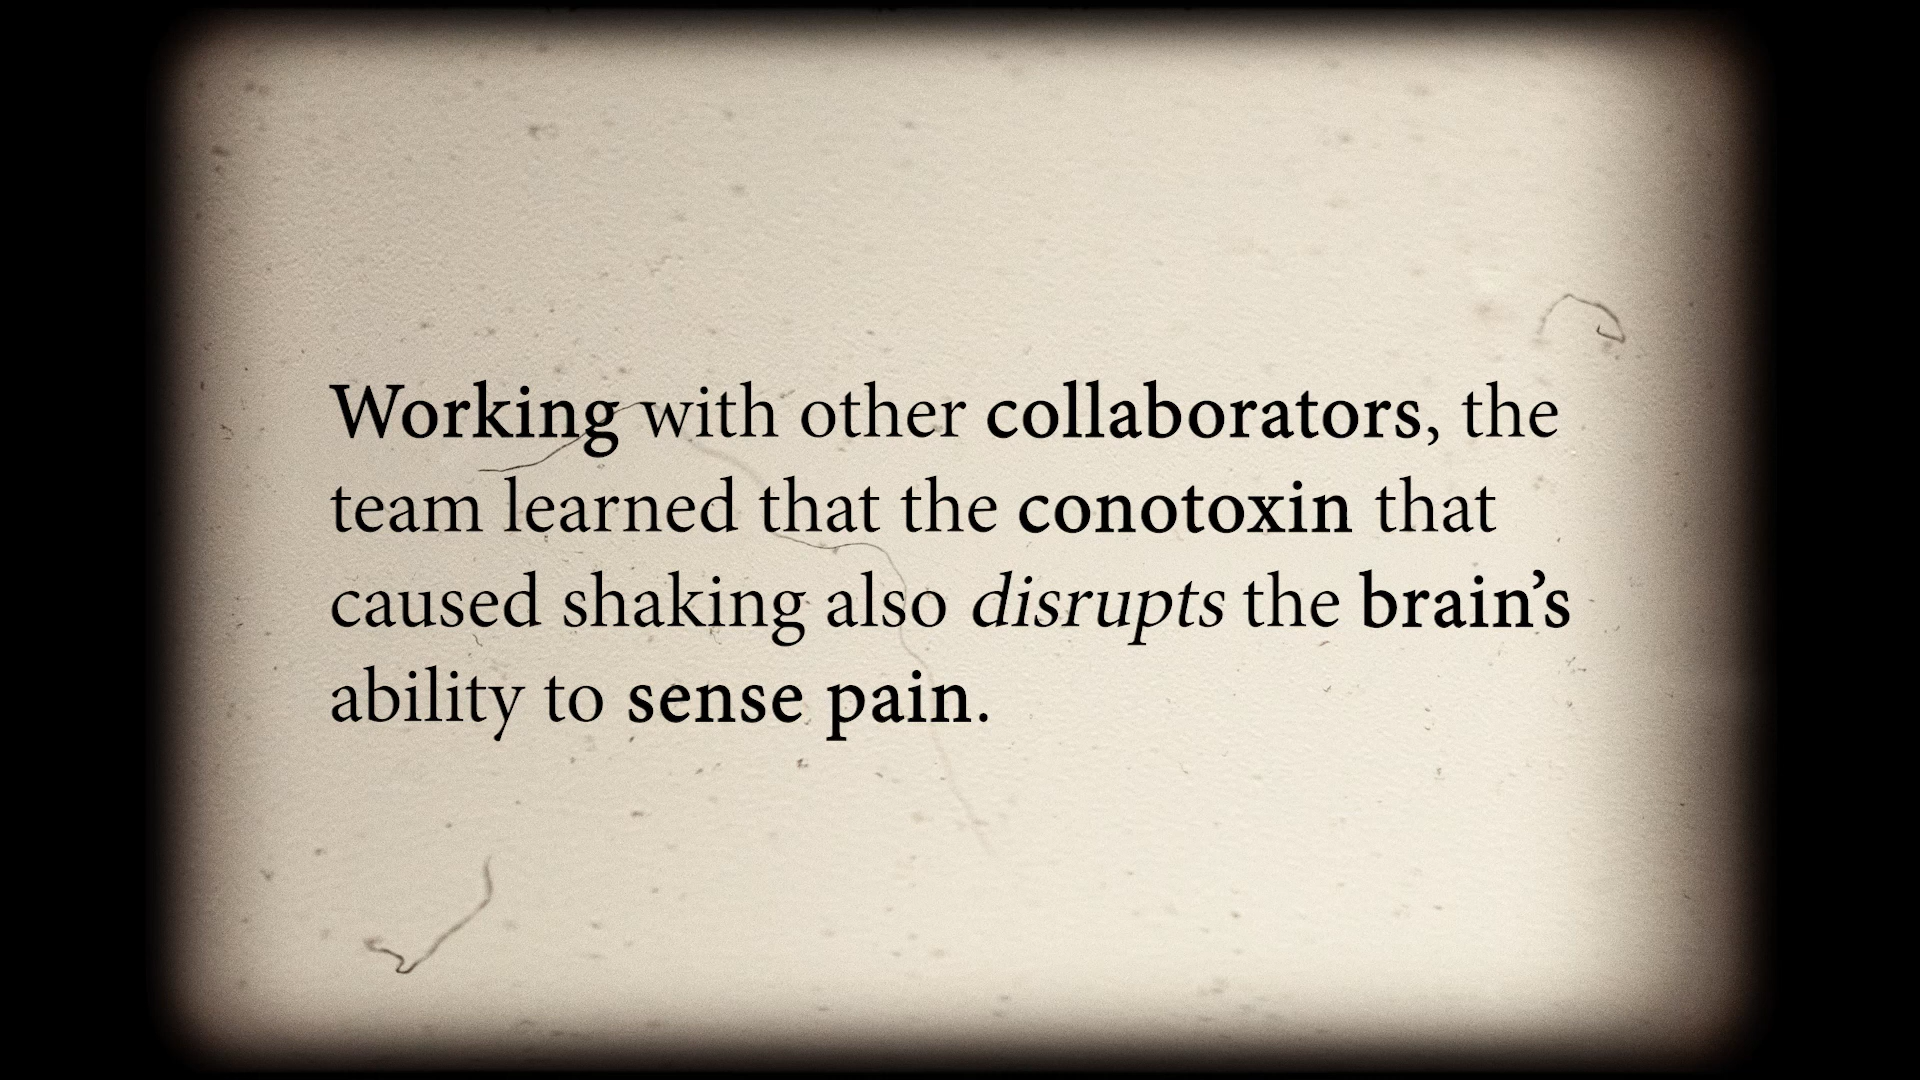 Working with other collaborators, the
team learned that the conotoxin that
caused shaking also disrupts the brain’s
ability to sense pain.